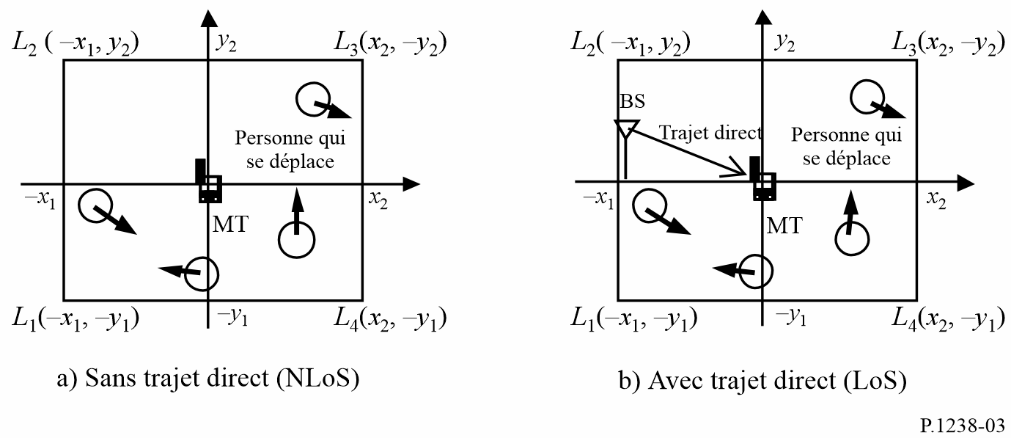 y2
L2 ( –x1, y2)
L3(x2, –y2)
Personne qui
se déplace
–x1
x2
MT
L1(–x1, –y1)
–y1
L4(x2, –y1)
a) Sans trajet direct (NLoS)
y2
L2( –x1, y2)
L3(x2, –y2)
BS
Trajet direct
Personne qui
se déplace
–x1
x2
MT
L1(–x1, –y1)
–y1
L4(x2, –y1)
b) Avec trajet direct (LoS)
P.1238-03